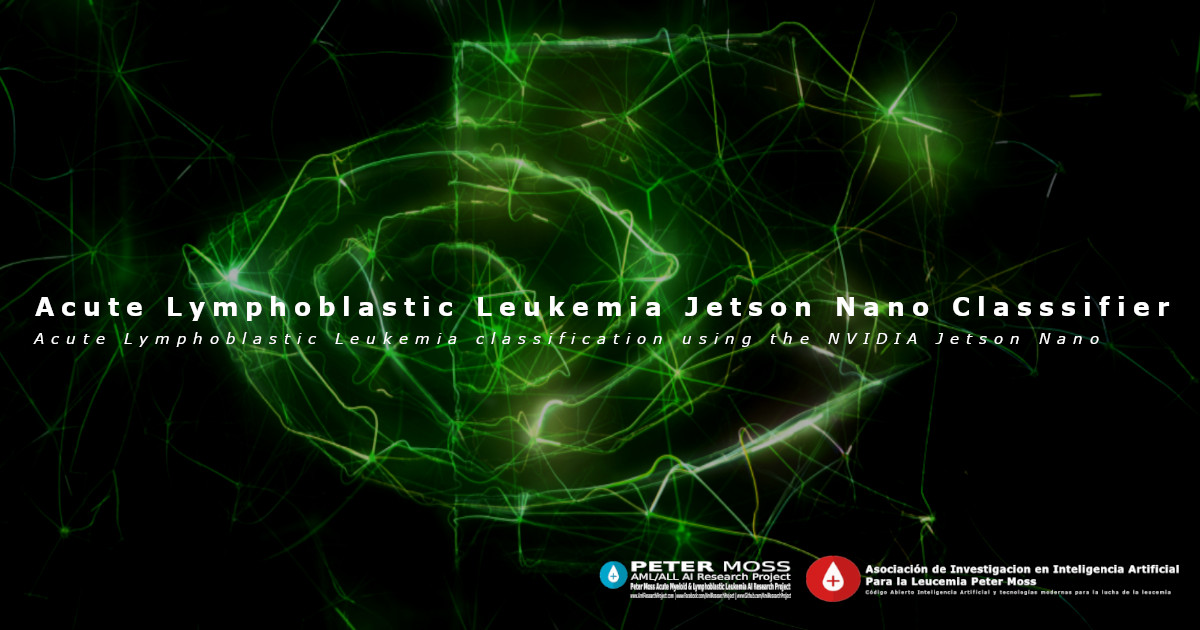 Acute Lymphoblastic Leukemia Jetson Nano Classsifier
Acute Lymphoblastic Leukemia classification using the NVIDIA Jetson Nano
PETER MOSS
AML/ALL AI Research Project
Peter Moss Acute Myeloid & Lymphoblastic Leukemia AI Research Project
Asociación de Investigacion en Inteligencia Artificial
Para la Leucemia Peter Moss
Código Abierto Inteligencia Artificial y tecnologías modernas para la lucha de la leucemia